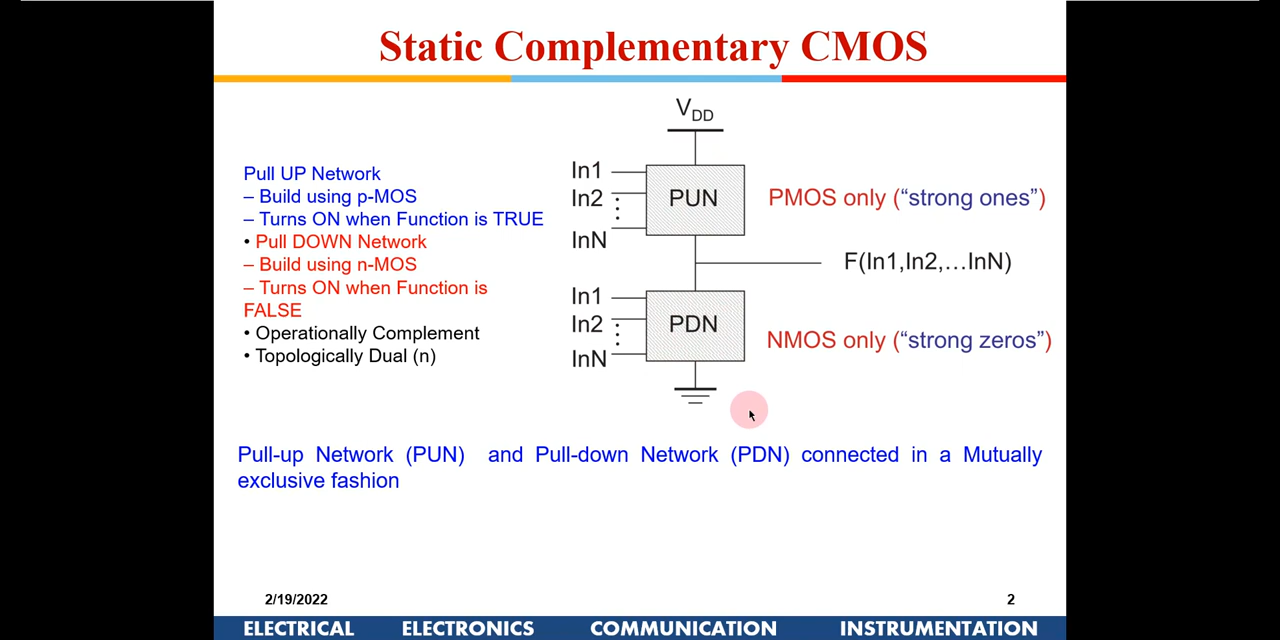 Static Complementary CMOS
Pull UP Network
– Build using p-MOS
– Turns ON when Function is TRUE
• Pull DOWN Network
– Build using n-MOS
– Turns ON when Function is
FALSE
• Operationally Complement
• Topologically Dual (n)
VDD
In1
In2
InN
PUN
PMOS only (“strong ones”)
F(In1,In2,…InN)
In1
In2
InN
PDN
NMOS only (“strong zeros”)
Pull-up Network (PUN) and Pull-down Network (PDN) connected in a Mutually
exclusive fashion
2/19/2022
2
ELECTRICAL ELECTRONICS COMMUNICATION INSTRUMENTATION